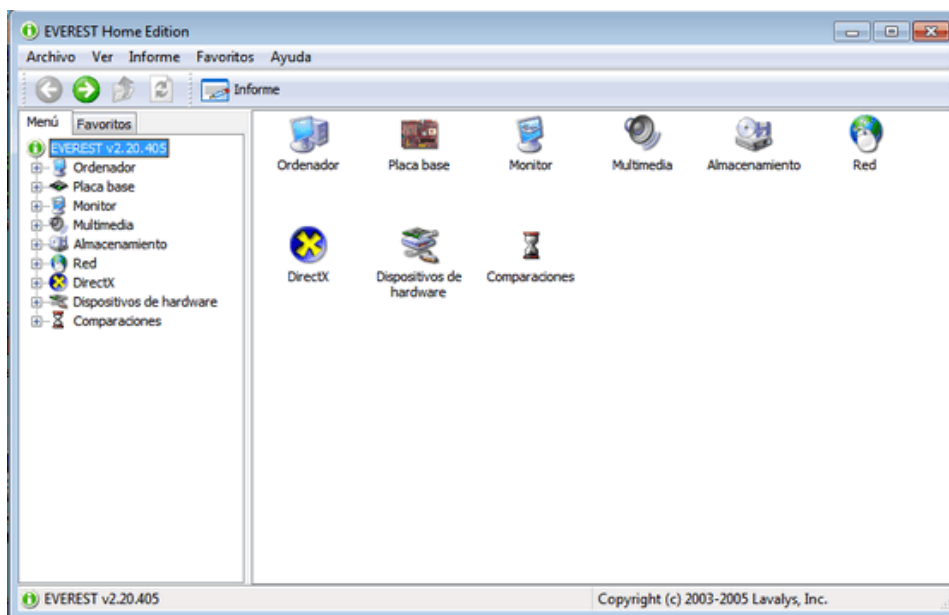 EVEREST Home Edition
Archivo Ver Informe Favoritos Ayuda
Informe
Menú Favoritos
EVEREST v2.20.405
Ordenador
Placa base
Monitor
Multimedia
Almacenamiento
Red
DirectX
Dispositivos de hardware
Comparaciones
Ordenador Placa base Monitor Multimedia Almacenamiento Red
DirectX Dispositivos de hardware Comparaciones
EVEREST v2.20.405 Copyright (c) 2003-2005 Lavalys, Inc.